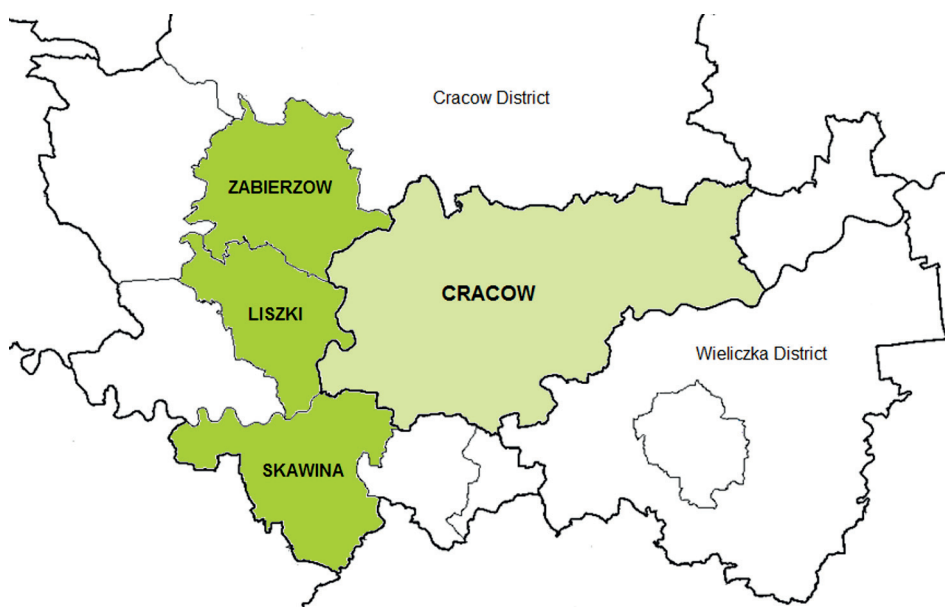 Cracow District
ZABIERZOW
CRACOW
LISZKI
Wieliczka District
SKAWINA